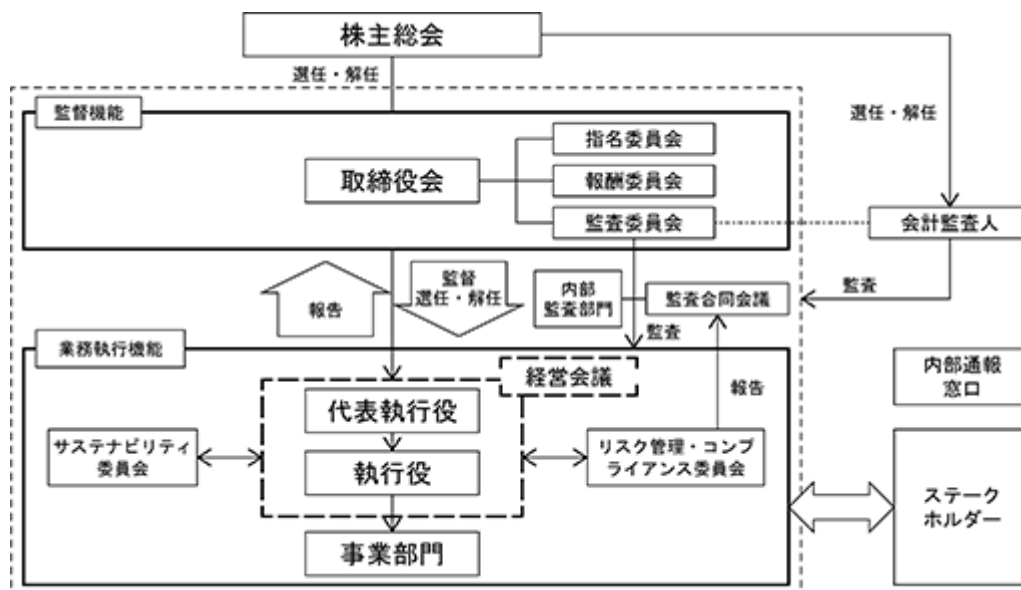 株主総会
選任・解任
監督機能
選任・解任
指名委員会
取締役会
報酬委員会
監査委員会
会計監査人
報告
監督
選任・解任
内部
監査部門
監査合同会議
監査
監査
業務執行機能
経営会議
報告
内部通報
窓口
代表執行役
サステナビリティ
委員会
執行役
リスク管理・コンプ
ライアンス委員会
ステーク
ホルダー
事業部門